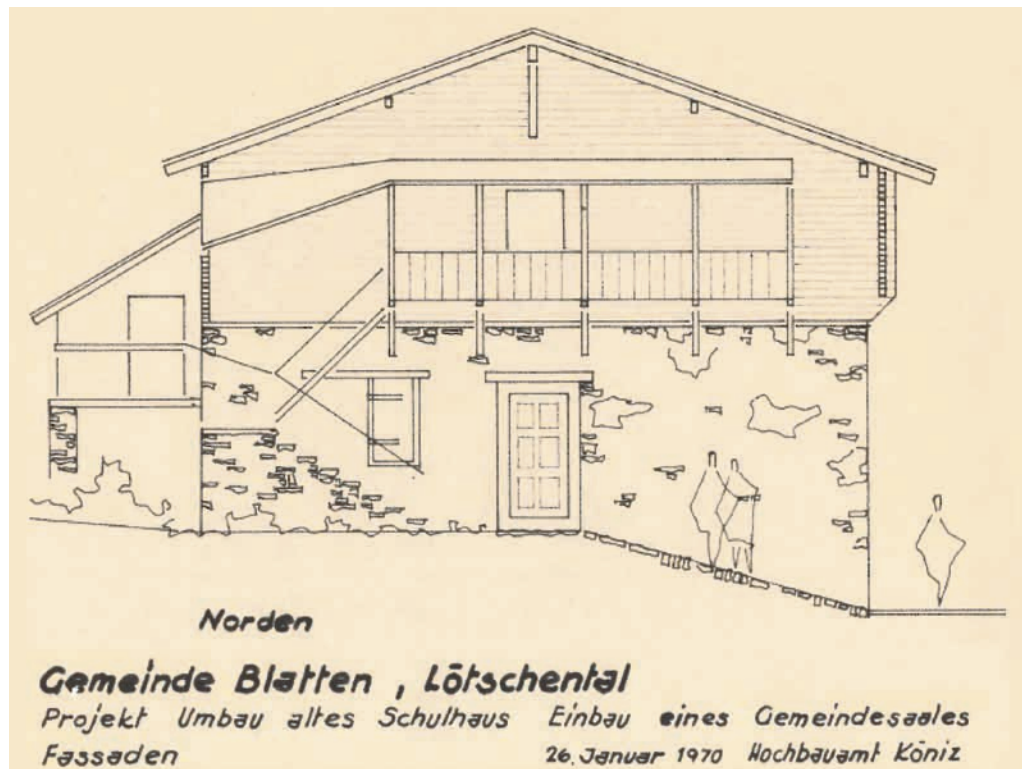 Norden
Gemeinde Blatten , Lötschental
Projekt Umbau altes Schulhaus Einbau eines Gemeindesaales
Fassaden 26. Januar 1970 Hochbauamt Köniz